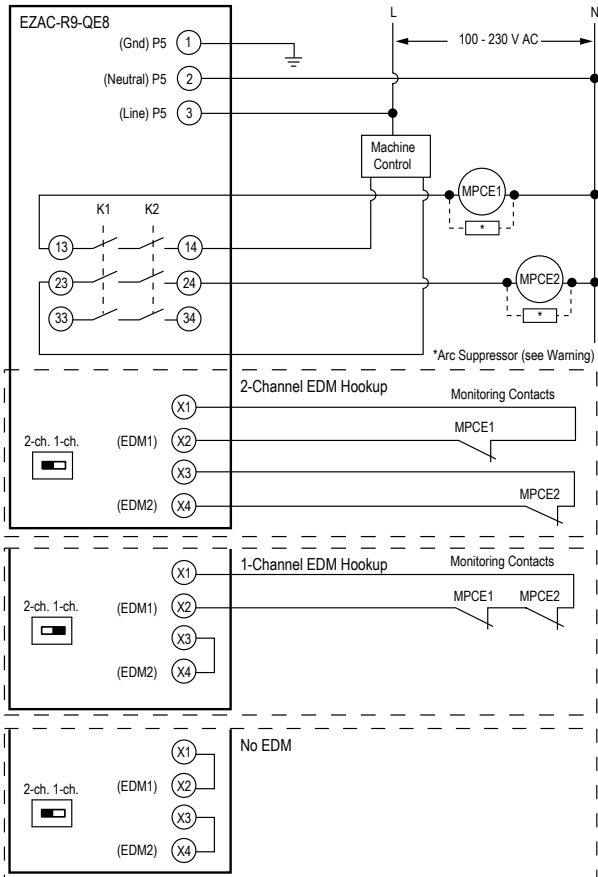 EZAC-R9-QE8
L
N
100 - 230 V AC
(Gnd) P5 1
(Neutral) P5 2
(Line) P5 3
Machine
Control
MPCE1
*
K1 K2
13 14
23 24
33 34
MPCE2
*
*Arc Suppressor (see Warning)
2-Channel EDM Hookup
Monitoring Contacts
X1
2-ch. 1-ch.
(EDM1) X2
MPCE1
X3
(EDM2) X4
MPCE2
1-Channel EDM Hookup
Monitoring Contacts
X1
2-ch. 1-ch.
(EDM1) X2
MPCE1 MPCE2
X3
(EDM2) X4
No EDM
X1
2-ch. 1-ch.
(EDM1) X2
X3
(EDM2) X4